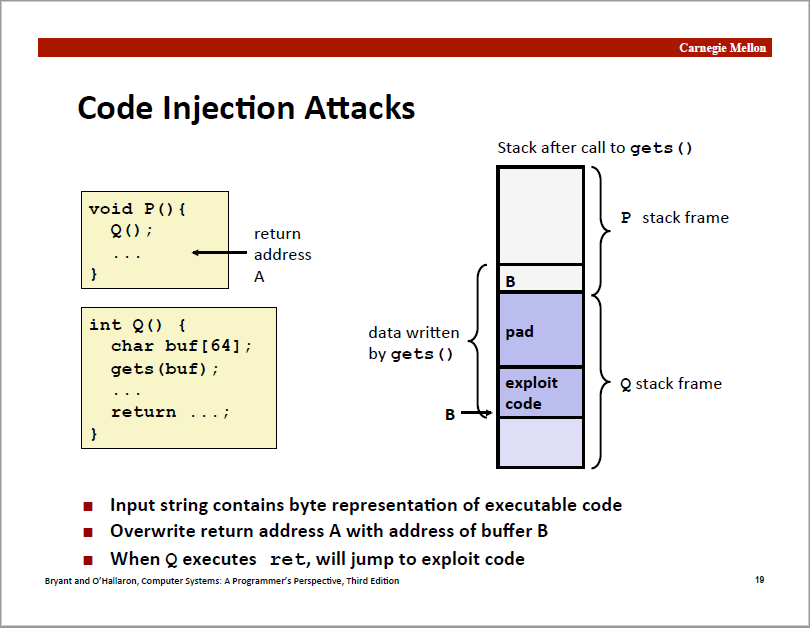 Carnegie Mellon
Code Injection Attacks
Stack after call to gets()
void P(){
Q();
...
}
return
address
A
int Q() {
char buf[64];
gets(buf);
...
return ...;
}
data written
by gets()
B
B
pad
exploit
code
P stack frame
Q stack frame
Input string contains byte representation of executable code
Overwrite return address A with address of buffer B
When Q executes ret, will jump to exploit code
Bryant and O'Hallaron, Computer Systems: A Programmer's Perspective, Third Edition
19